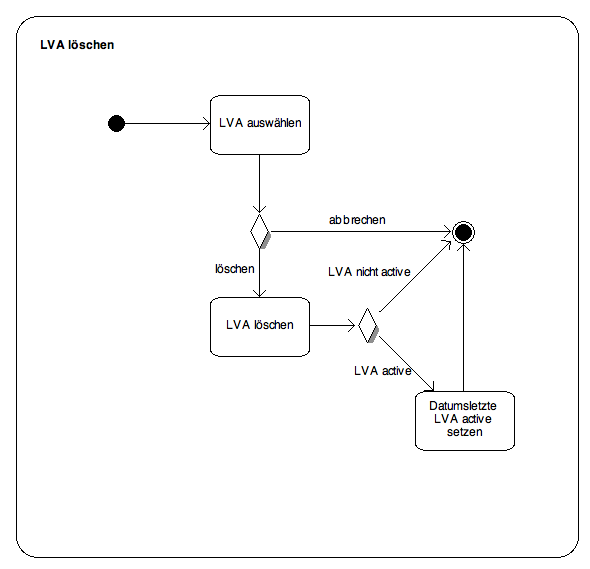 LVA löschen
LVA auswählen
abbrechen
löschen
LVA nicht active
LVA löschen
LVA active
Datumsletzte
LVA active
setzen